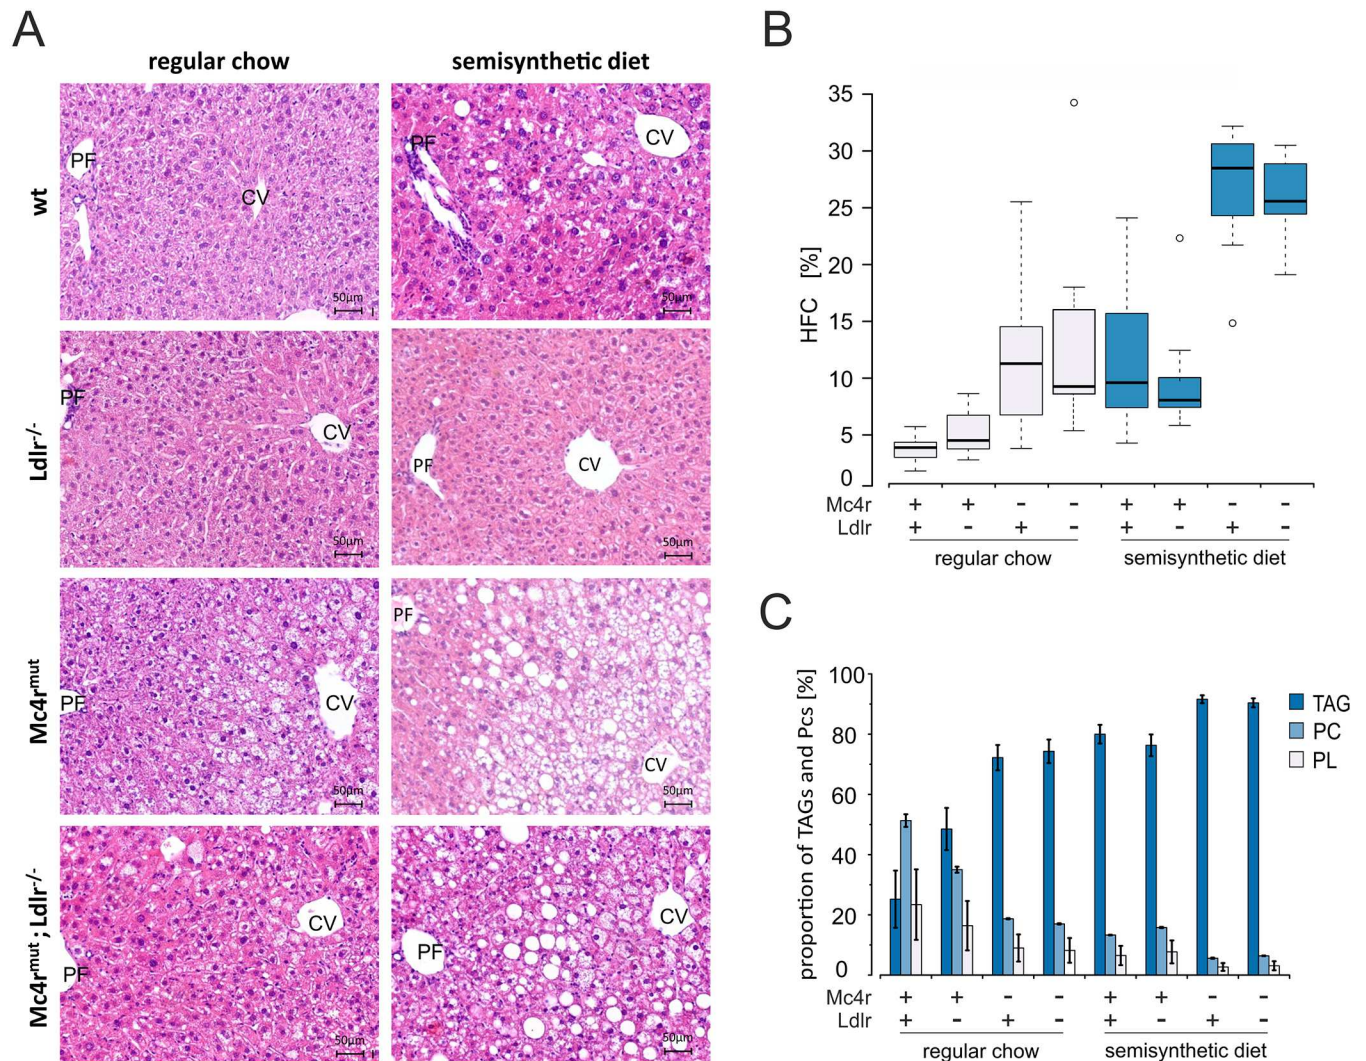 A
regular chow
semisynthetic diet
wt
PF
CV
50µm
PF
CV
50µm
Ldlr-/-
PF
CV
50µm
PF
CV
50µm
Mc4rmut
PF
CV
50µm
PF
CV
50µm
Mc4rmut; Ldlr-/-
PF
CV
50µm
PF
CV
50µm
B
HFC [%]
35
30
25
20
15
10
5
0
Mc4r + + - - + + - -
Ldlr + - + - + - + -
regular chow
semisynthetic diet
C
proportion of TAGs and Pcs [%]
100
80
60
40
20
0
TAG
PC
PL
Mc4r + + - - + + - -
Ldlr + - + - + - + -
regular chow
semisynthetic diet